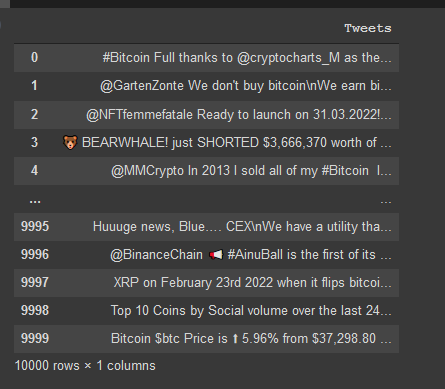 Tweets
0 #Bitcoin Full thanks to @cryptocharts_M as the...
1 @GartenZonte We don't buy bitcoin\nWe earn bi...
2 @NFTfemmefatale Ready to launch on 31.03.2022!...
3 🐻 BEARWHALE! just SHORTED $3,666,370 worth of ...
4 @MMCrypto In 2013 I sold all of my #Bitcoin I...
... ...
9995 Huuuge news, Blue.... CEX\nWe have a utility tha...
9996 @BinanceChain 📢 #AinuBall is the first of its ...
9997 XRP on February 23rd 2022 when it flips bitcoi...
9998 Top 10 Coins by Social volume over the last 24...
9999 Bitcoin $btc Price is ⬆ 5.96% from $37,298.80 ...
10000 rows × 1 columns